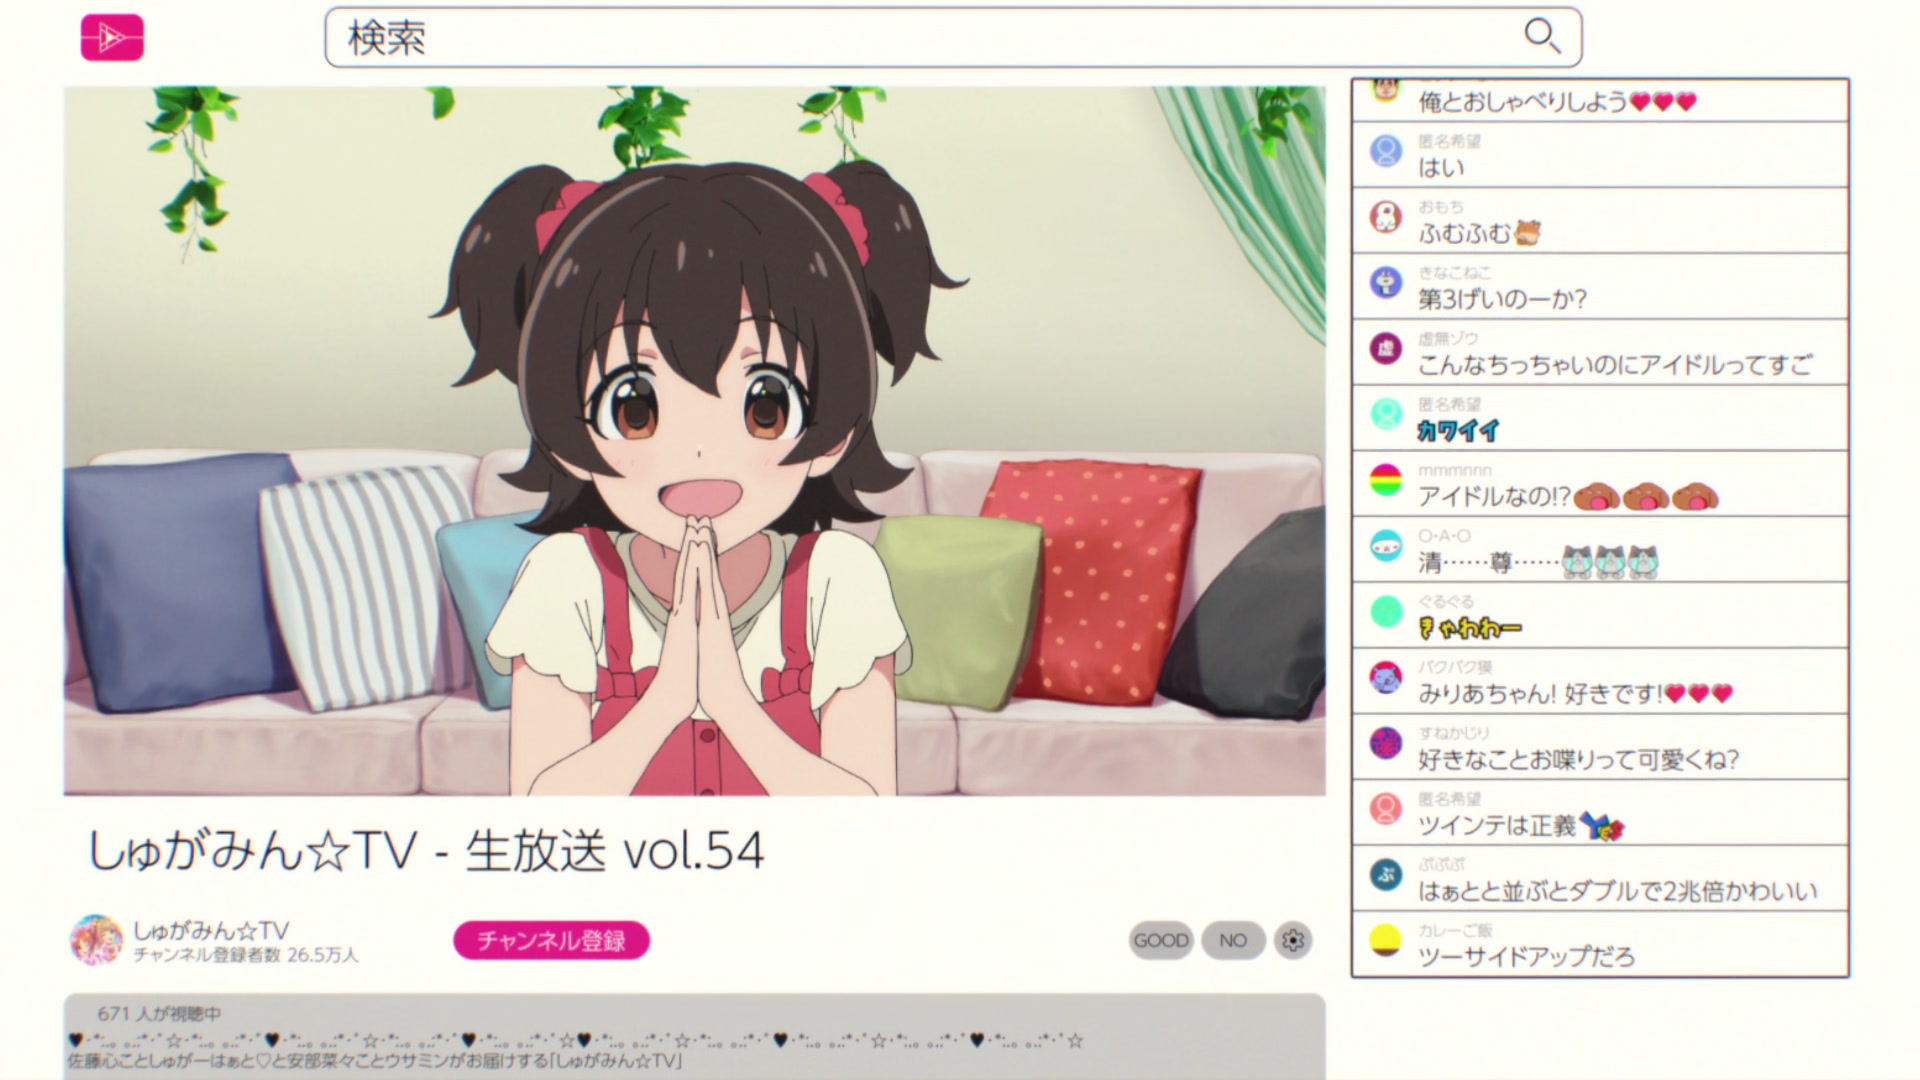 検索
しゅがみん☆TV - 生放送 vol.54
しゅがみん☆TV
チャンネル登録者数 26.5万人
チャンネル登録
GOOD
NO
671 人が視聴中
佐藤心ことしゅがーはぁと♡と安部菜々ことウサミンがお届けする「しゅがみん☆TV」
俺とおしゃべりしよう♥♥♥
匿名希望
はい
おもち
ふむふむ
きなこねこ
第3げいのーか?
虚
虚無ゾウ
こんなちっちゃいのにアイドルってすご
匿名希望
カワイイ
mmmnnn
アイドルなの!?
O・A・O
清……尊……
ぐるぐる
きゃわわー
バクバク獏
みりあちゃん! 好きです!♥♥♥
すねかじり
好きなことお喋りって可愛くね?
匿名希望
ツインテは正義
ぷ
ぷぷぷ
はぁとと並ぶとダブルで2兆倍かわいい
カレーご飯
ツーサイドアップだろ